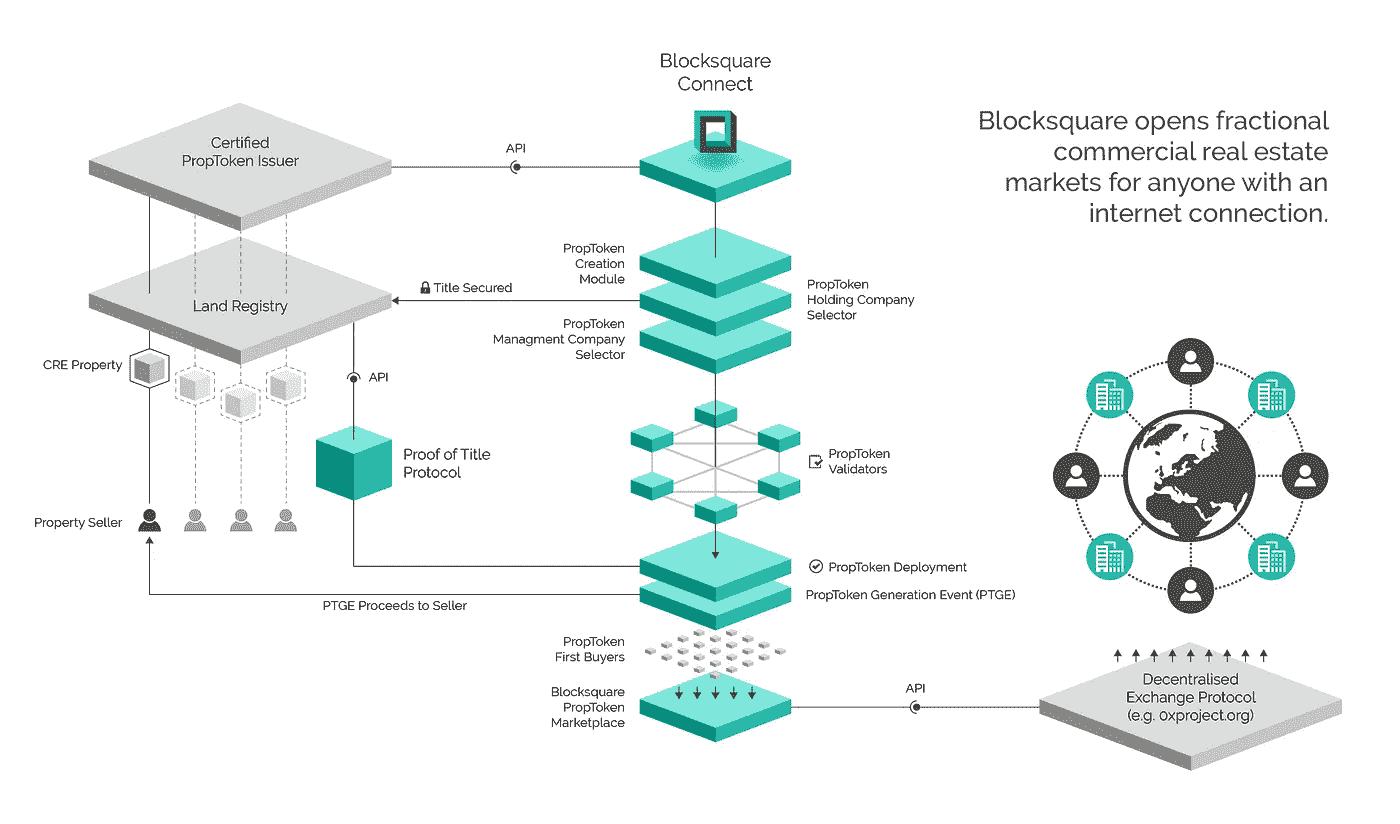 Blocksquare
Connect
Blocksquare opens fractional
commercial real estate
markets for anyone with an
internet connection.
Certified
PropToken Issuer
API
PropToken
Creation
Module
Land Registry
Title Secured
PropToken
Holding Company
Selector
PropToken
Managment Company
Selector
CRE Property
API
Proof of Title
Protocol
PropToken
Validators
Property Seller
PropToken Deployment
PropToken Generation Event (PTGE)
PTGE Proceeds to Seller
PropToken
First Buyers
Blocksquare
PropToken
Marketplace
API
Decentralised
Exchange Protocol
(e.g. 0xproject.org)